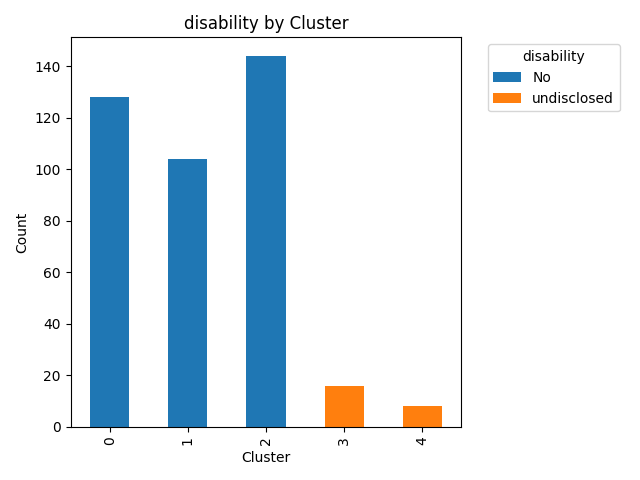 disability by Cluster
disability
No
undisclosed
140
120
100
80
60
40
20
0
Count
0 1 2 3 4
Cluster